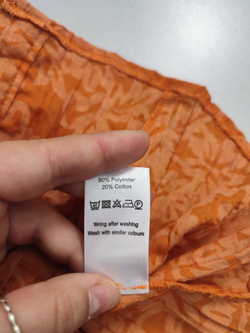 80% Polyester
20% Cotton
Wring after washing
Wash with similar colours